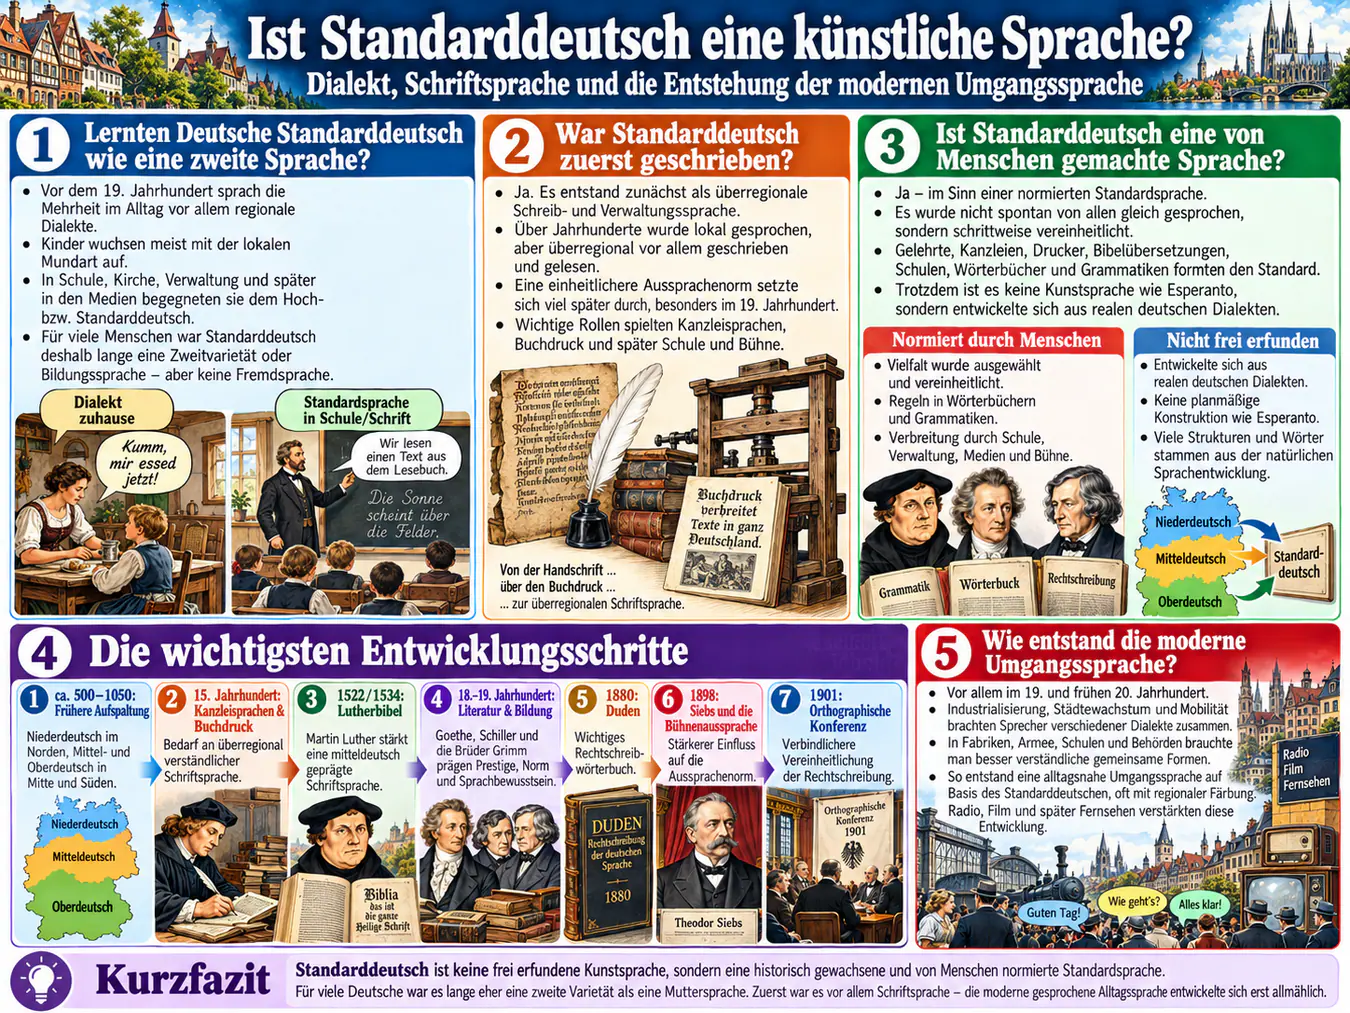 Ist Standarddeutsch eine künstliche Sprache?
Dialekt, Schriftsprache und die Entstehung der modernen Umgangssprache
1 Lernten Deutsche Standarddeutsch
wie eine zweite Sprache?
• Vor dem 19. Jahrhundert sprach die
Mehrheit im Alltag vor allem regionale
Dialekte.
• Kinder wuchsen meist mit der lokalen
Mundart auf.
• In Schule, Kirche, Verwaltung und später
in den Medien begegneten sie dem Hoch-
bzw. Standarddeutsch.
• Für viele Menschen war Standarddeutsch
deshalb lange eine Zweitvarietät oder
Bildungssprache – aber keine Fremdsprache.
Dialekt
zuhause
Kumm,
mir essed
jetzt!
Standardsprache
in Schule/Schrift
Wir lesen
einen Text aus
dem Lesebuch.
Die Sonne
scheint über
die Felder.
2 War Standarddeutsch
zuerst geschrieben?
• Ja. Es entstand zunächst als überregionale
Schreib- und Verwaltungssprache.
• Über Jahrhunderte wurde lokal gesprochen,
aber überregional vor allem geschrieben
und gelesen.
• Eine einheitlichere Aussprachenorm setzte
sich viel später durch, besonders im 19. Jahrhundert.
• Wichtige Rollen spielten Kanzleisprachen,
Buchdruck und später Schule und Bühne.
Buchdruck
verbreitet
Texte in ganz
Deutschland.
Von der Handschrift ...
über den Buchdruck ...
... zur überregionalen Schriftsprache.
3 Ist Standarddeutsch eine von
Menschen gemachte Sprache?
• Ja – im Sinn einer normierten Standardsprache.
• Es wurde nicht spontan von allen gleich gesprochen,
sondern schrittweise vereinheitlicht.
• Gelehrte, Kanzleien, Drucker, Bibelübersetzungen,
Schulen, Wörterbücher und Grammatiken formten den Standard.
• Trotzdem ist es keine Kunstsprache wie Esperanto,
sondern entwickelte sich aus realen deutschen Dialekten.
Normiert durch Menschen
• Vielfalt wurde ausgewählt
und vereinheitlicht.
• Regeln in Wörterbüchern
und Grammatiken.
• Verbreitung durch Schule,
Verwaltung, Medien und Bühne.
Grammatik
Wörterbuck
Rechtschreibung
Nicht frei erfunden
• Entwickelte sich aus
realen deutschen Dialekten.
• Keine planmäßige
Konstruktion wie Esperanto.
• Viele Strukturen und Wörter
stammen aus der natürlichen
Sprachentwicklung.
Niederdeutsch
Mitteldeutsch
Oberdeutsch
Standard-
deutsch
4 Die wichtigsten Entwicklungsschritte
1 ca. 500–1050:
Frühere Aufspaltung
Niederdeutsch im
Norden, Mittel- und
Oberdeutsch in
Mitte und Süden.
Niederdeutsch
Mitteldeutsch
Oberdeutsch
2 15. Jahrhundert:
Kanzleisprachen &
Buchdruck
Bedarf an überregional
verständlicher
Schriftsprache.
3 1522/1534:
Lutherbibel
Martin Luther stärkt
eine mitteldeutsch
geprägte
Schriftsprache.
Biblia
das ist
die gantze
Heilige Schrift
4 18.–19. Jahrhundert:
Literatur & Bildung
Goethe, Schiller und
die Brüder Grimm
prägen Prestige, Norm
und Sprachbewusstsein.
5 1880:
Duden
Wichtiges
Rechtschreib-
wörterbuch.
DUDEN
Rechtschreibung
der deutschen
Sprache
1880
6 1898:
Siebs und die
Bühnenaussprache
Stärkerer Einfluss
auf die
Aussprachenorm.
Theodor Siebs
7 1901:
Orthographische
Konferenz
Verbindlichere
Vereinheitlichung
der Rechtschreibung.
Orthographische
Konferenz
1901
5 Wie entstand die moderne
Umgangssprache?
• Vor allem im 19. und frühen 20. Jahrhundert.
• Industrialisierung, Städtewachstum und Mobilität
brachten Sprecher verschiedener Dialekte zusammen.
• In Fabriken, Armee, Schulen und Behörden brauchte
man besser verständliche gemeinsame Formen.
• So entstand eine alltagsnahe Umgangssprache auf
Basis des Standarddeutschen, oft mit regionaler Färbung.
• Radio, Film und später Fernsehen verstärkten diese
Entwicklung.
Radio
Film
Fernsehen
Guten Tag!
Wie geht's?
Alles klar!
Kurzfazit
Standarddeutsch ist keine frei erfundene Kunstsprache, sondern eine historisch gewachsene und von Menschen normierte Standardsprache.
Für viele Deutsche war es lange eher eine zweite Varietät als eine Muttersprache. Zuerst war es vor allem Schriftsprache – die moderne gesprochene Alltagssprache entwickelte sich erst allmählich.